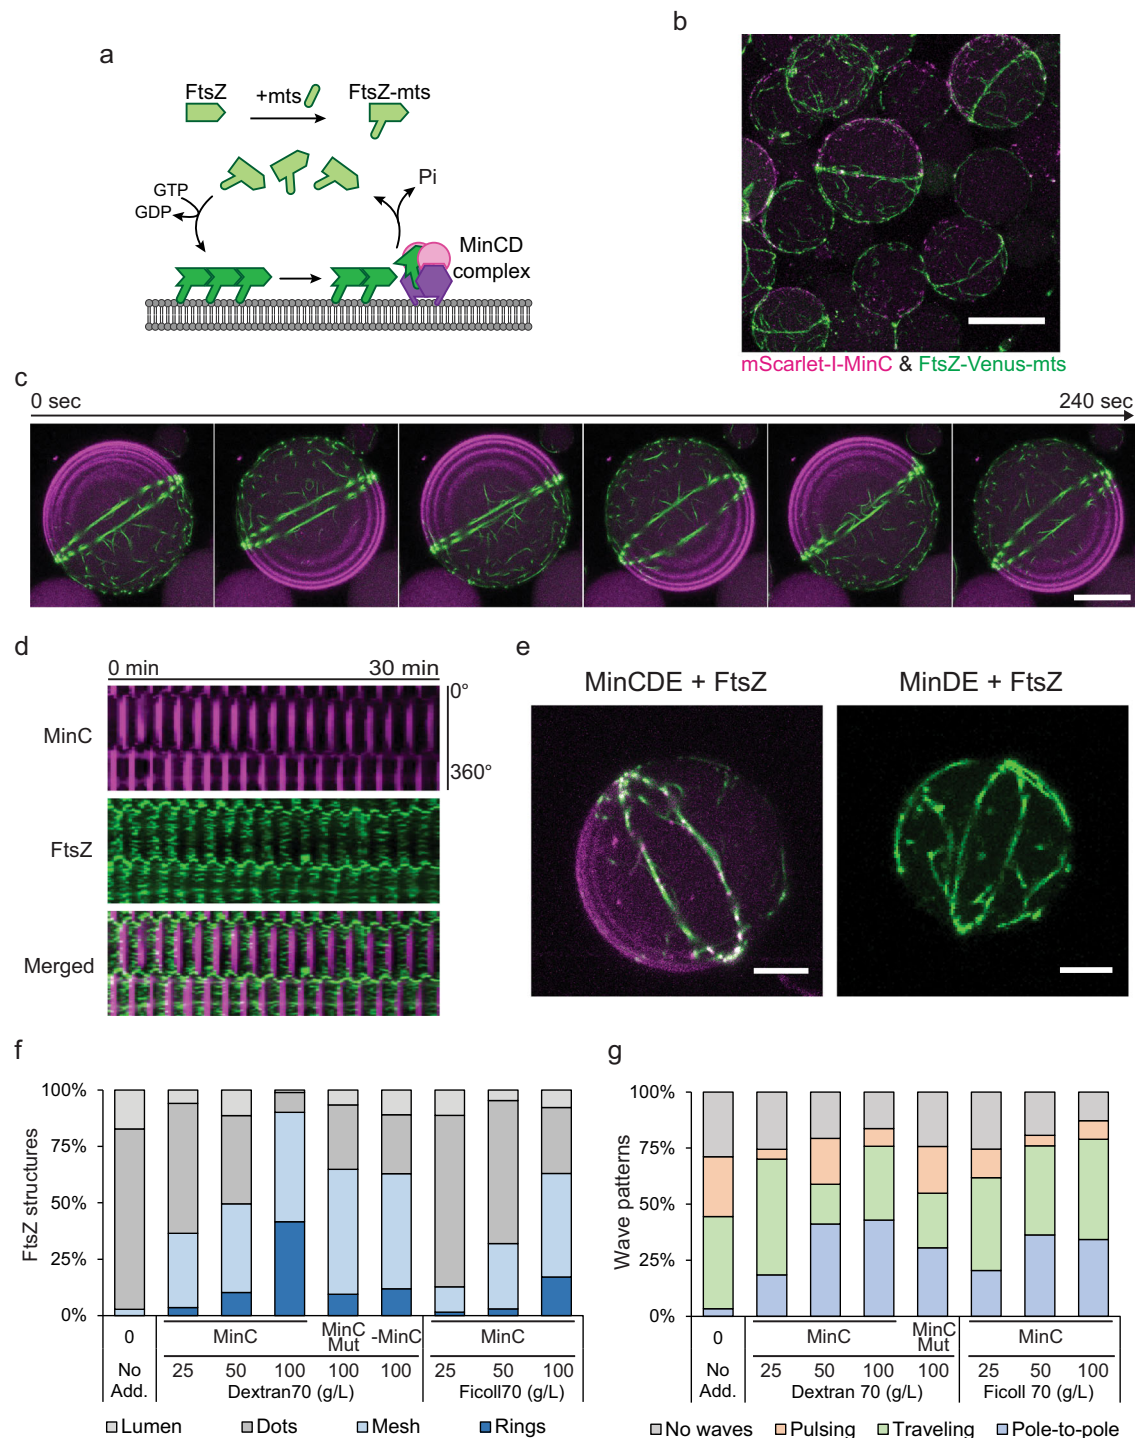 a
FtsZ +mts FtsZ-mts
GTP
GDP
Pi
MinCD
complex
b
mScarlet-I-MinC & FtsZ-Venus-mts
c
0 sec 240 sec
d
0 min 30 min
MinC
0°
360°
FtsZ
Merged
e
MinCDE + FtsZ MinDE + FtsZ
f
FtsZ structures
100%
75%
50%
25%
0%
0 MinC MinC Mut -MinC MinC
No Add. 25 50 100 100 100 25 50 100
Dextran70 (g/L) Ficoll70 (g/L)
Lumen Dots Mesh Rings
g
Wave patterns
100%
75%
50%
25%
0%
0 MinC MinC Mut MinC
No Add. 25 50 100 100 25 50 100
Dextran 70 (g/L) Ficoll 70 (g/L)
No waves Pulsing Traveling Pole-to-pole